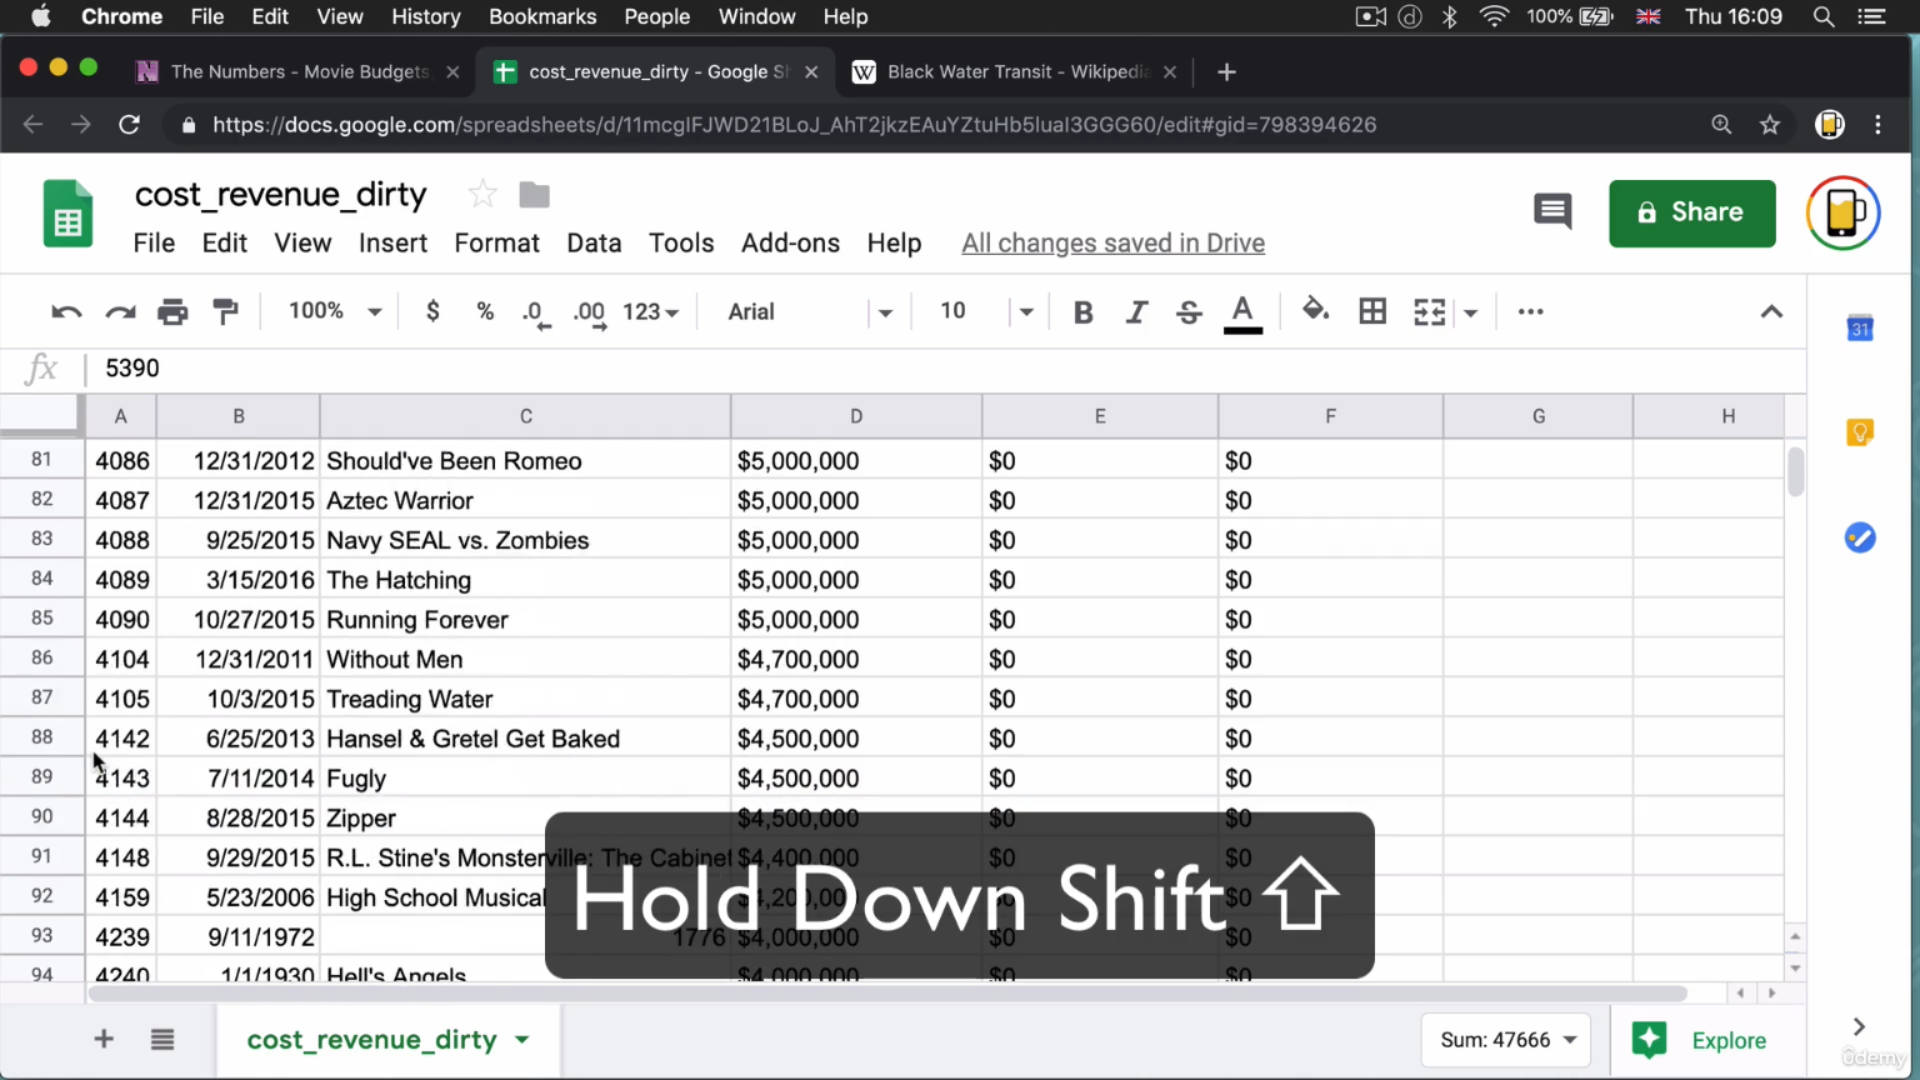 Chrome File Edit View History Bookmarks People Window Help 100% Thu 16:09
The Numbers - Movie Budgets cost_revenue_dirty - Google Sh Black Water Transit - Wikipedia
https://docs.google.com/spreadsheets/d/11mcgIFJWD21BLoJ_AhT2jkzEAuYZtuHb5lual3GGG60/edit#gid=798394626
cost_revenue_dirty
Share
File Edit View Insert Format Data Tools Add-ons Help All changes saved in Drive
100% $ % .0 .00 123 Arial 10 B I S A
31
fx 5390
A B C D E F G H
81 4086 12/31/2012 Should've Been Romeo $5,000,000 $0 $0
82 4087 12/31/2015 Aztec Warrior $5,000,000 $0 $0
83 4088 9/25/2015 Navy SEAL vs. Zombies $5,000,000 $0 $0
84 4089 3/15/2016 The Hatching $5,000,000 $0 $0
85 4090 10/27/2015 Running Forever $5,000,000 $0 $0
86 4104 12/31/2011 Without Men $4,700,000 $0 $0
87 4105 10/3/2015 Treading Water $4,700,000 $0 $0
88 4142 6/25/2013 Hansel & Gretel Get Baked $4,500,000 $0 $0
89 4143 7/11/2014 Fugly $4,500,000 $0 $0
90 4144 8/28/2015 Zipper $4,500,000 $0 $0
91 4148 9/29/2015 R.L. Stine's Monsterville: The Cabinet $4,400,000 $0 $0
92 4159 5/23/2006 High School Musical $0
93 4239 9/11/1972 1776 $4,000,000 $0 $0
94 4240 1/1/1930 Hell's Angels $4,000,000 $0 $0
Hold Down Shift
cost_revenue_dirty Sum: 47666 Explore
ûdemy